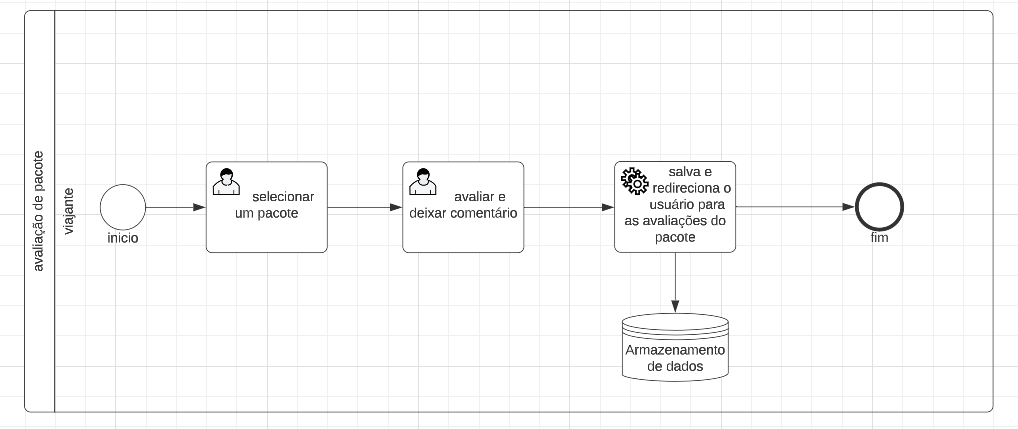 avaliação de pacote
viajante
inicio
selecionar
um pacote
avaliar e
deixar comentário
salva e
redireciona o
usuário para
as avaliações do
pacote
fim
Armazenamento
de dados